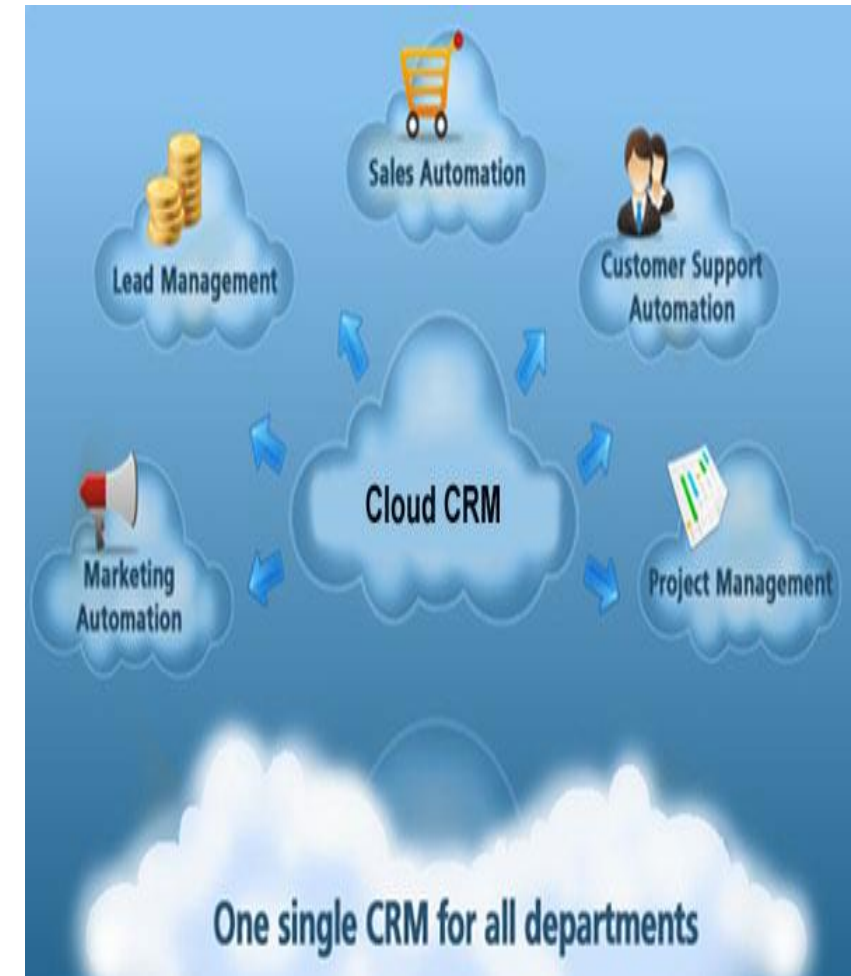 Sales Automation
Lead Management
Customer Support
Automation
Cloud CRM
Marketing
Automation
Project Management
One single CRM for all departments